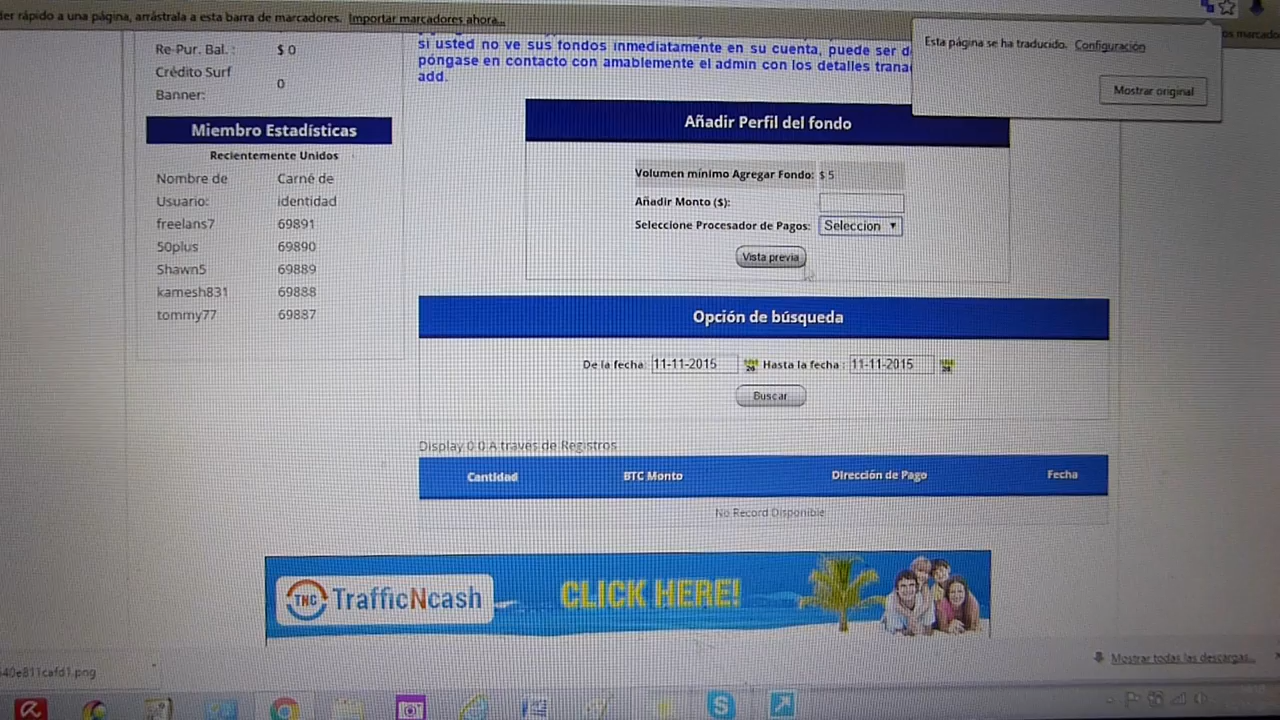 der rápido a una página, arrástrala a esta barra de marcadores. Importar marcadores ahora...
os marcado
Esta página se ha traducido. Configuración
Mostrar original
Re-Pur. Bal. : $ 0
Crédito Surf
Banner: 0
Miembro Estadísticas
Recientemente Unidos
Nombre de Usuario: Carné de identidad
freelans7 69891
50plus 69890
Shawn5 69889
kamesh831 69888
tommy77 69887
si usted no ve sus fondos inmediatamente en su cuenta, puede ser d
póngase en contacto con amablemente el admin con los detalles trana
add.
Añadir Perfil del fondo
Volumen mínimo Agregar Fondo: $ 5
Añadir Monto ($):
Seleccione Procesador de Pagos: Seleccion
Vista previa
Opción de búsqueda
De la fecha: 11-11-2015 Hasta la fecha : 11-11-2015
Buscar
Display 0 0 A través de Registros
Cantidad BTC Monto Dirección de Pago Fecha
No Record Disponible
TNC TrafficNcash CLICK HERE!
640e811cafd1.png
Mostrar todas las descargas...